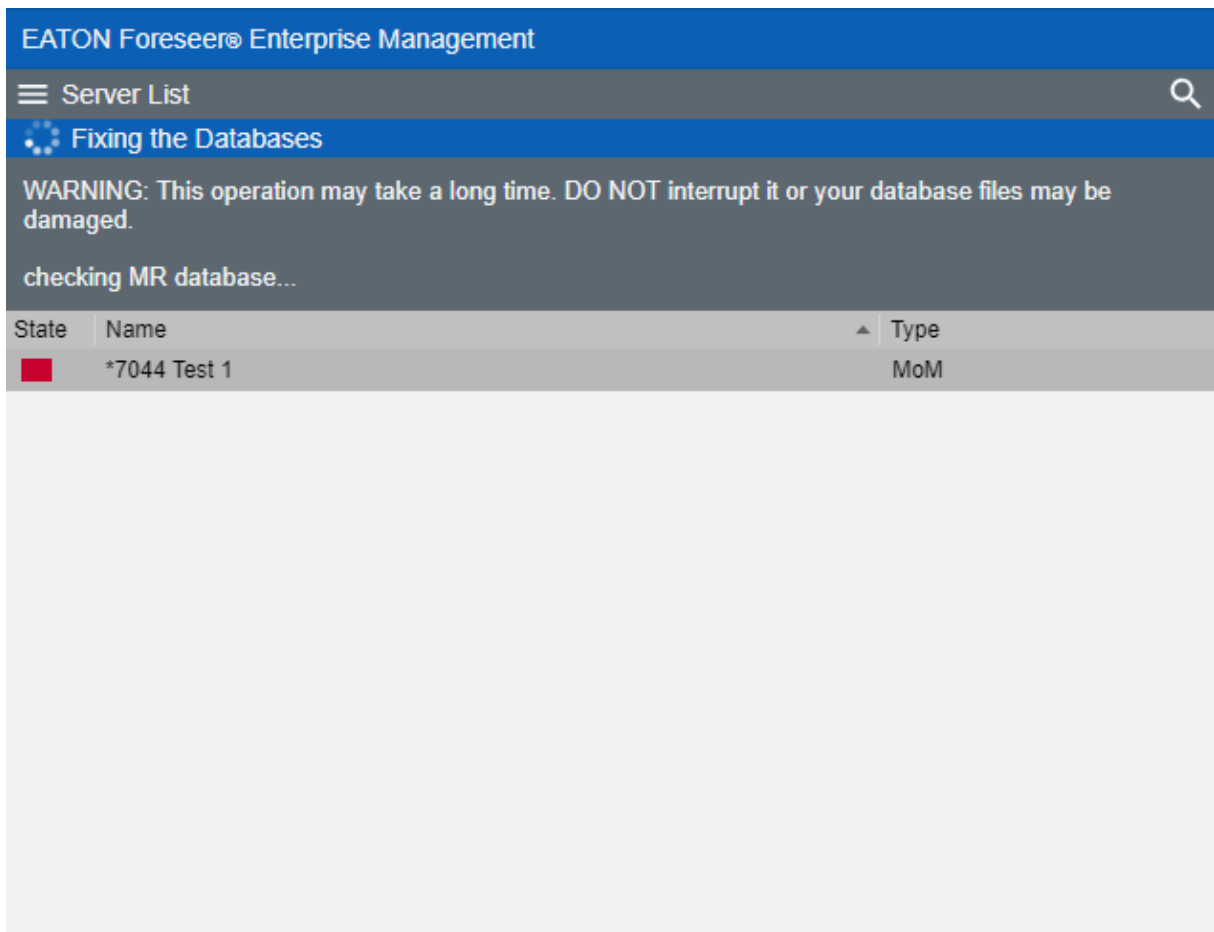 EATON Foreseer® Enterprise Management
Server List
Fixing the Databases
WARNING: This operation may take a long time. DO NOT interrupt it or your database files may be
damaged.
checking MR database...
State Name Type
*7044 Test 1 MoM